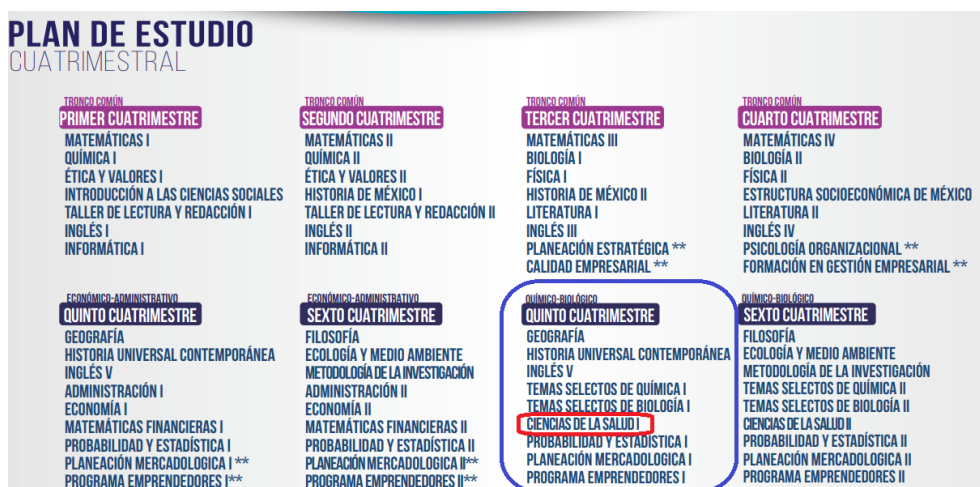 PLAN DE ESTUDIO
CUATRIMESTRAL
TRONCO COMÚN
PRIMER CUATRIMESTRE
MATEMÁTICAS I
QUÍMICA I
ÉTICA Y VALORES I
INTRODUCCIÓN A LAS CIENCIAS SOCIALES
TALLER DE LECTURA Y REDACCIÓN I
INGLÉS I
INFORMÁTICA I
TRONCO COMÚN
SEGUNDO CUATRIMESTRE
MATEMÁTICAS II
QUÍMICA II
ÉTICA Y VALORES II
HISTORIA DE MÉXICO I
TALLER DE LECTURA Y REDACCIÓN II
INGLÉS II
INFORMÁTICA II
TRONCO COMÚN
TERCER CUATRIMESTRE
MATEMÁTICAS III
BIOLOGÍA I
FÍSICA I
HISTORIA DE MÉXICO II
LITERATURA I
INGLÉS III
PLANEACIÓN ESTRATÉGICA **
CALIDAD EMPRESARIAL **
TRONCO COMÚN
CUARTO CUATRIMESTRE
MATEMÁTICAS IV
BIOLOGÍA II
FÍSICA II
ESTRUCTURA SOCIOECONÓMICA DE MÉXICO
LITERATURA II
INGLÉS IV
PSICOLOGÍA ORGANIZACIONAL **
FORMACIÓN EN GESTIÓN EMPRESARIAL **
ECONÓMICO-ADMINISTRATIVO
QUINTO CUATRIMESTRE
GEOGRAFÍA
HISTORIA UNIVERSAL CONTEMPORÁNEA
INGLÉS V
ADMINISTRACIÓN I
ECONOMÍA I
MATEMÁTICAS FINANCIERAS I
PROBABILIDAD Y ESTADÍSTICA I
PLANEACIÓN MERCADOLOGICA I **
PROGRAMA EMPRENDEDORES I**
ECONÓMICO-ADMINISTRATIVO
SEXTO CUATRIMESTRE
FILOSOFÍA
ECOLOGÍA Y MEDIO AMBIENTE
METODOLOGÍA DE LA INVESTIGACIÓN
ADMINISTRACIÓN II
ECONOMÍA II
MATEMÁTICAS FINANCIERAS II
PROBABILIDAD Y ESTADÍSTICA II
PLANEACIÓN MERCADOLOGICA II**
PROGRAMA EMPRENDEDORES II**
QUÍMICO-BIOLÓGICO
QUINTO CUATRIMESTRE
GEOGRAFÍA
HISTORIA UNIVERSAL CONTEMPORÁNEA
INGLÉS V
TEMAS SELECTOS DE QUÍMICA I
TEMAS SELECTOS DE BIOLOGÍA I
CIENCIAS DE LA SALUD I
PROBABILIDAD Y ESTADÍSTICA I
PLANEACIÓN MERCADOLOGICA I
PROGRAMA EMPRENDEDORES I
QUÍMICO-BIOLÓGICO
SEXTO CUATRIMESTRE
FILOSOFÍA
ECOLOGÍA Y MEDIO AMBIENTE
METODOLOGÍA DE LA INVESTIGACIÓN
TEMAS SELECTOS DE QUÍMICA II
TEMAS SELECTOS DE BIOLOGÍA II
CIENCIAS DE LA SALUD II
PROBABILIDAD Y ESTADÍSTICA II
PLANEACIÓN MERCADOLOGICA II
PROGRAMA EMPRENDEDORES II